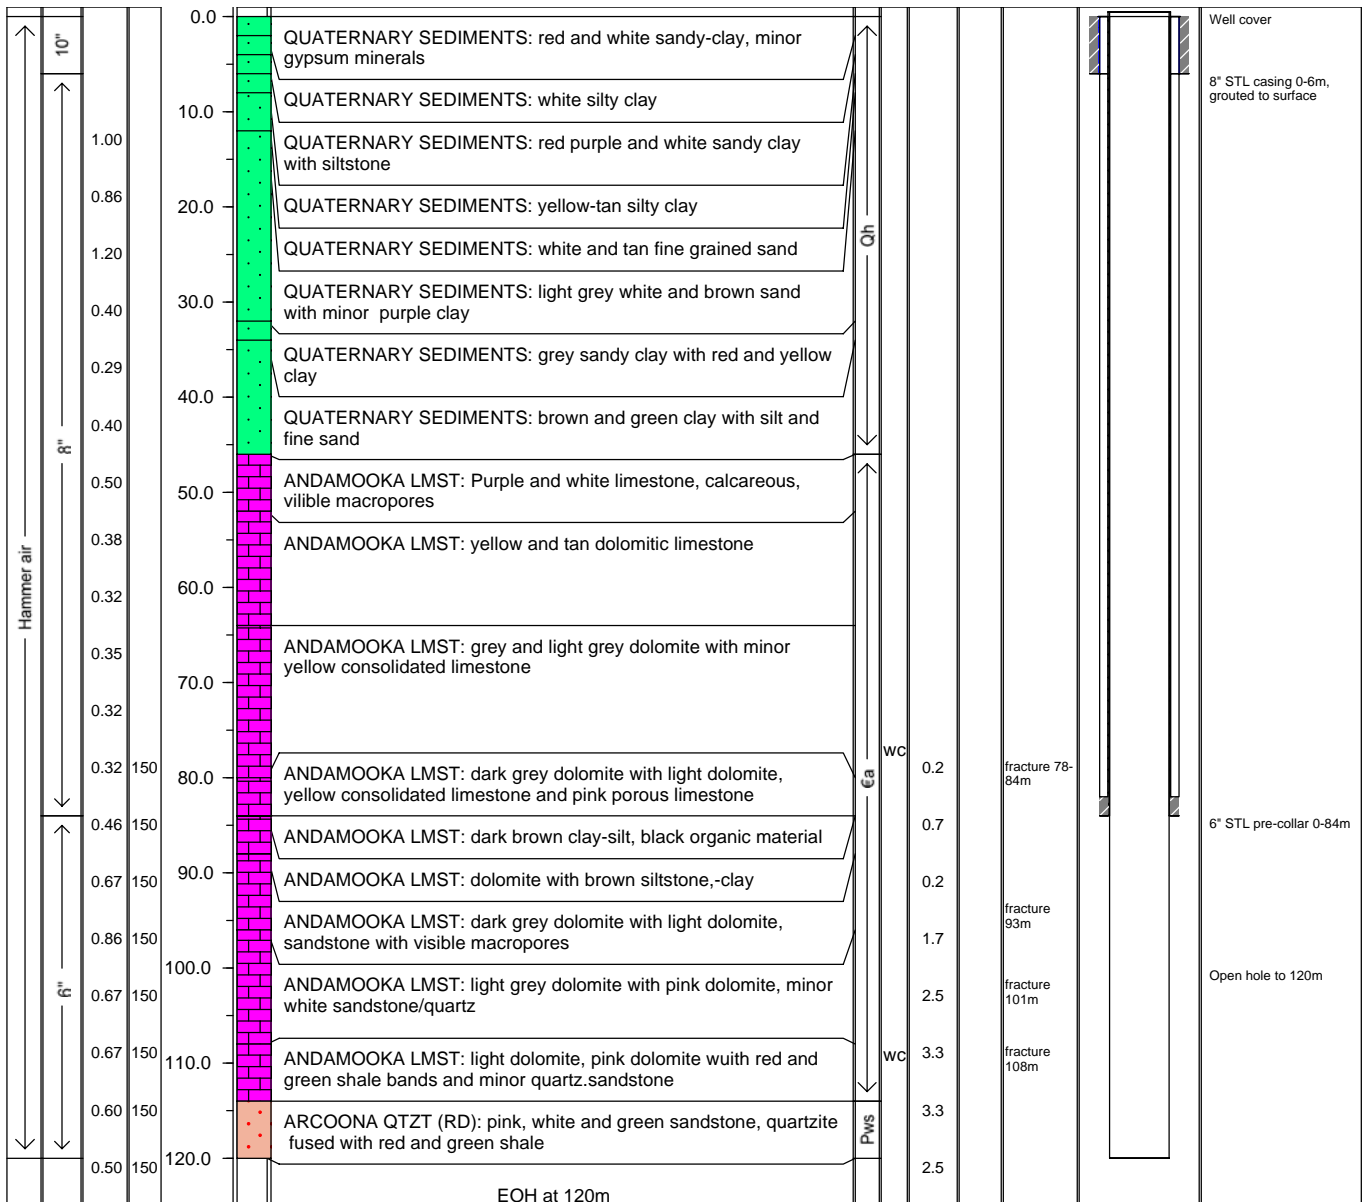 0.0
Well cover
10"
QUATERNARY SEDIMENTS: red and white sandy-clay, minor
gypsum minerals
8" STL casing 0-6m,
grouted to surface
QUATERNARY SEDIMENTS: white silty clay
10.0
1.00
QUATERNARY SEDIMENTS: red purple and white sandy clay
with siltstone
0.86
20.0
QUATERNARY SEDIMENTS: yellow-tan silty clay
Qh
1.20
QUATERNARY SEDIMENTS: white and tan fine grained sand
QUATERNARY SEDIMENTS: light grey white and brown sand
with minor  purple clay
30.0
0.40
QUATERNARY SEDIMENTS: grey sandy clay with red and yellow
clay
0.29
40.0
QUATERNARY SEDIMENTS: brown and green clay with silt and
fine sand
0.40
8"
0.50
ANDAMOOKA LMST: Purple and white limestone, calcareous,
vilible macropores
50.0
0.38
ANDAMOOKA LMST: yellow and tan dolomitic limestone
Hammer air
60.0
0.32
ANDAMOOKA LMST: grey and light grey dolomite with minor
yellow consolidated limestone
0.35
70.0
0.32
wc
0.32 150
80.0
ANDAMOOKA LMST: dark grey dolomite with light dolomite,
yellow consolidated limestone and pink porous limestone
Єa
0.2
fracture 78-
84m
0.46 150
ANDAMOOKA LMST: dark brown clay-silt, black organic material
0.7
6" STL pre-collar 0-84m
90.0
0.67 150
ANDAMOOKA LMST: dolomite with brown siltstone,-clay
0.2
fracture
93m
0.86 150
ANDAMOOKA LMST: dark grey dolomite with light dolomite,
sandstone with visible macropores
1.7
100.0
Open hole to 120m
6"
0.67 150
ANDAMOOKA LMST: light grey dolomite with pink dolomite, minor
white sandstone/quartz
2.5
fracture
101m
110.0
0.67 150
ANDAMOOKA LMST: light dolomite, pink dolomite wuith red and
green shale bands and minor quartz.sandstone
wc
3.3
fracture
108m
0.60 150
ARCOONA QTZT (RD): pink, white and green sandstone, quartzite
fused with red and green shale
Pws
3.3
120.0
0.50 150
2.5
EOH at 120m